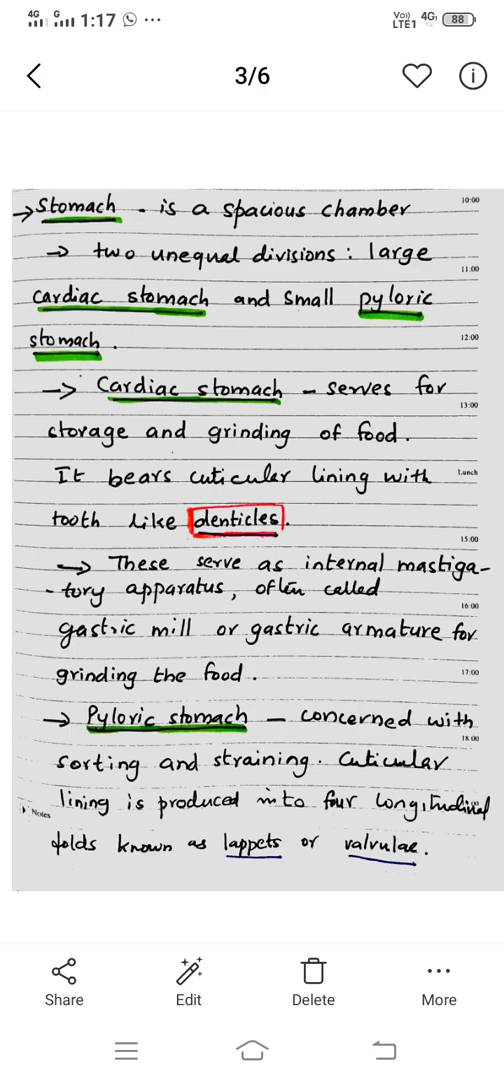 4G G 1:17 ... Vo)) LTE1 4G 88
3/6
→ Stomach - is a spacious chamber
10:00
→ two unequal divisions : large
11:00
cardiac stomach and small pyloric
12:00
stomach .
→ Cardiac stomach - serves for
13:00
storage and grinding of food.
It bears cuticular lining with
Lunch
tooth like denticles.
15:00
→ These serve as internal mastiga-
- tory apparatus, often called
16:00
gastric mill or gastric armature for
17:00
grinding the food .
→ Pyloric stomach - concerned with
18:00
sorting and straining. Cuticular
lining is produced into four longitudinal
Notes
folds known as lappets or valvulae.
Share Edit Delete More